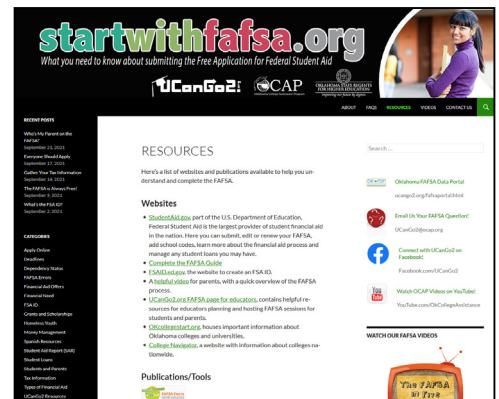 startwithfafsa.org
What you need to know about submitting the Free Application for Federal Student Aid
UCanGo2!
OCAP
OKLAHOMA STATE REGENTS
FOR HIGHER EDUCATION
ABOUT FAQS RESOURCES VIDEOS CONTACT US
RECENT POSTS
Who's My Parent on the
FAFSA?
September 23, 2021
Everyone Should Apply
September 17, 2021
Gather Your Tax Information
September 14, 2021
The FAFSA is Always Free!
September 9, 2021
What's the FSA ID?
September 2, 2021
CATEGORIES
Apply Online
Deadlines
Dependency Status
FAFSA Errors
Financial Aid Offers
Financial Need
FSA ID
Grants and Scholarships
Homeless Youth
Money Management
Spanish Resources
Student Aid Report (SAR)
Student Loans
Students and Parents
Tax Information
Types of Financial Aid
UCanGo2 Resources
RESOURCES
Here's a list of websites and publications available to help you un-
derstand and complete the FAFSA.
Websites
StudentAid.gov, part of the U.S. Department of Education,
Federal Student Aid is the largest provider of student financial aid
in the nation. Here you can submit, edit or renew your FAFSA,
add school codes, learn more about the financial aid process and
manage any student loans you may have.
Complete the FAFSA Guide
FSAID.ed.gov, the website to create an FSA ID.
A helpful video for parents, with a quick overview of the FAFSA
process.
UCanGo2.org FAFSA page for educators, contains helpful re-
sources for educators planning and hosting FAFSA sessions for
students and parents.
OKcollegestart.org, houses important information about
Oklahoma colleges and universities.
College Navigator, a website with information about colleges na-
tionwide.
Publications/Tools
Search …
Oklahoma FAFSA Data Portal
ucango2.org/fafsaportal.html
Email Us Your FAFSA Question!
UCanGo2@ocap.org
Connect with UCanGo2 on
Facebook!
Facebook.com/UCanGo2
You
Tube
Watch OCAP Videos on YouTube!
YouTube.com/OkCollegeAssistance
WATCH OUR FAFSA VIDEOS
The FAFSA
in Five